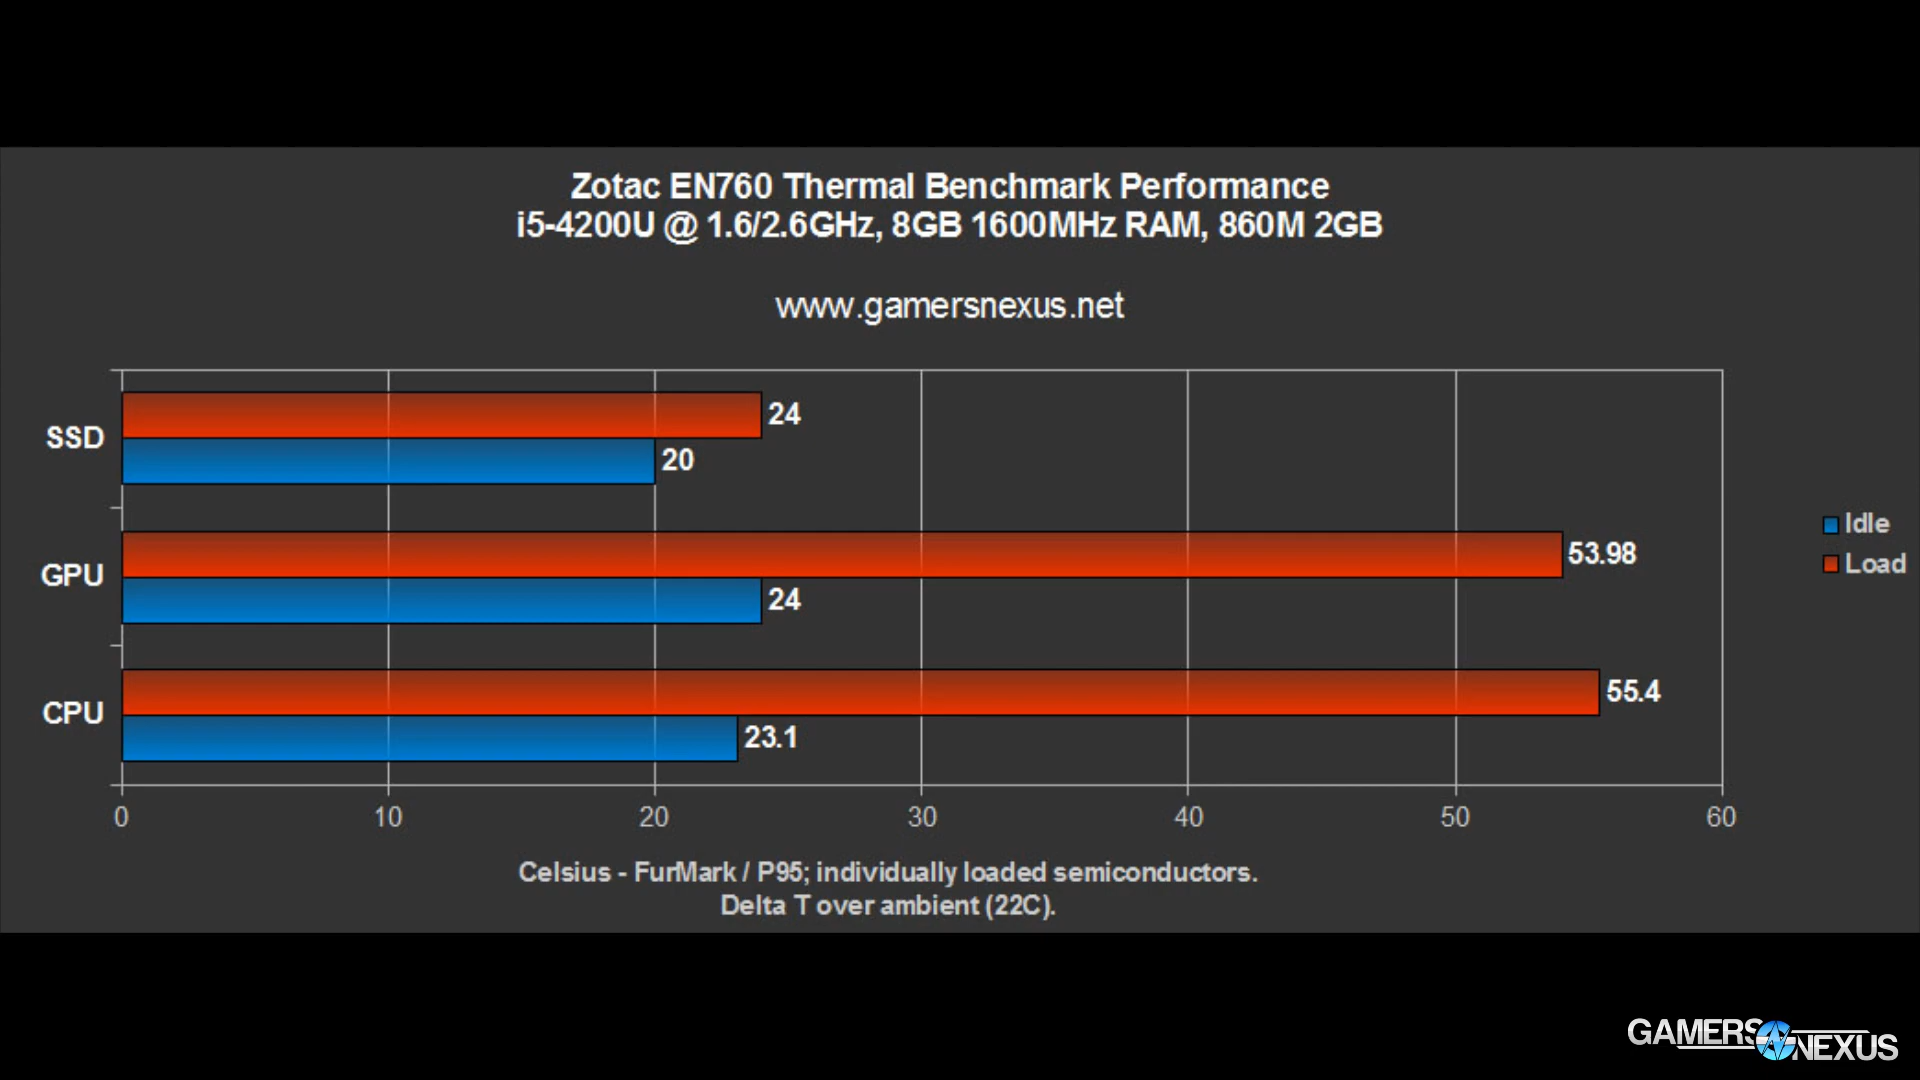 Zotac EN760 Thermal Benchmark Performance
i5-4200U @ 1.6/2.6GHz, 8GB 1600MHz RAM, 860M 2GB
www.gamersnexus.net
SSD
24
20
GPU
53.98
24
CPU
55.4
23.1
Idle
Load
0 10 20 30 40 50 60
Celsius - FurMark / P95; individually loaded semiconductors.
Delta T over ambient (22C).
GAMERS
NEXUS